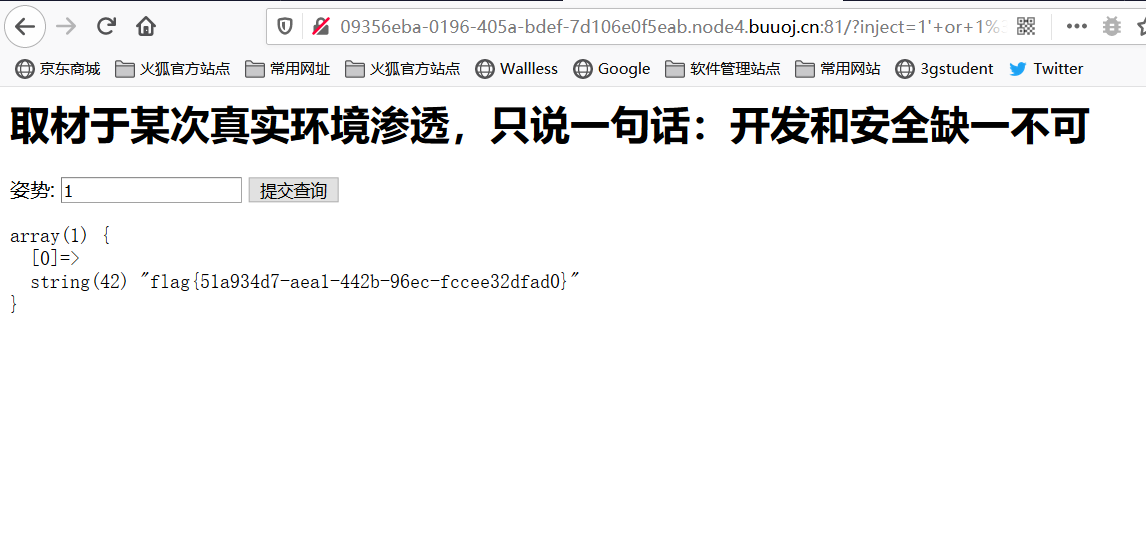 09356eba-0196-405a-bdef-7d106e0f5eab.node4.buuoj.cn:81/?inject=1'+or+1%3
京东商城 火狐官方站点 常用网址 火狐官方站点 Wallless Google 软件管理站点 常用网站 3gstudent Twitter
取材于某次真实环境渗透，只说一句话：开发和安全缺一不可
姿势: 1 提交查询
array(1) {
[0]=>
string(42) "flag{51a934d7-aea1-442b-96ec-fccee32dfad0}"
}